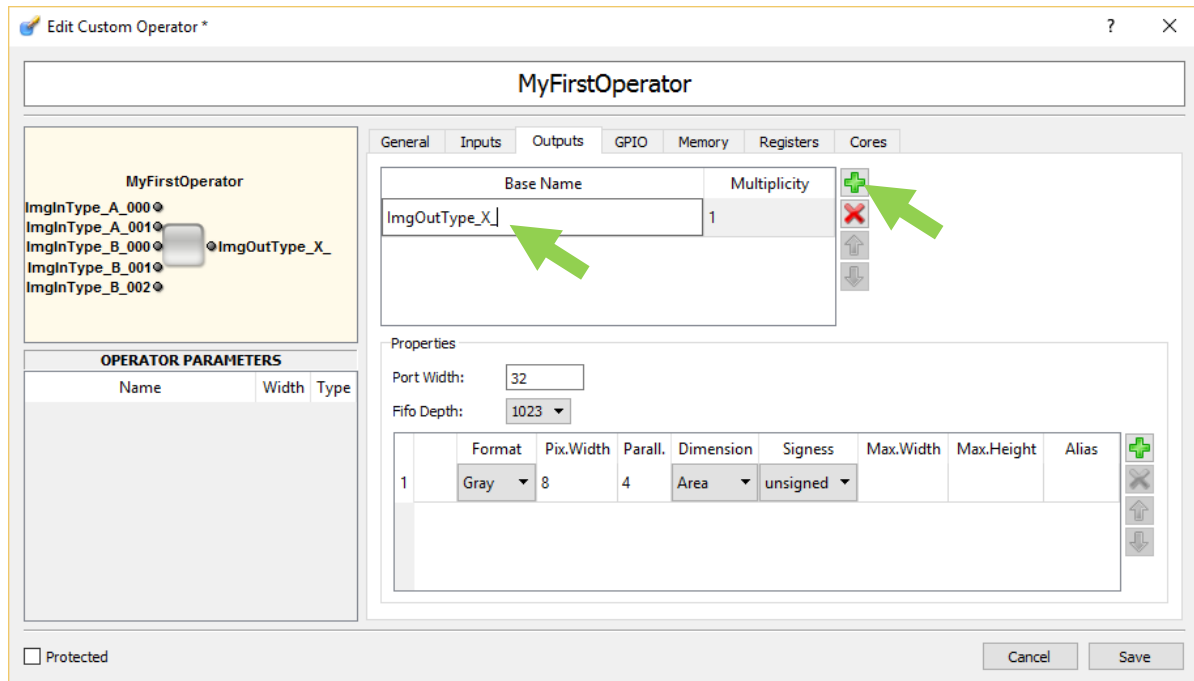 Edit Custom Operator *
?
MyFirstOperator
MyFirstOperator
ImgInType_A_000
ImgInType_A_001
ImgInType_B_000
ImgInType_B_001
ImgInType_B_002
ImgOutType_X_
OPERATOR PARAMETERS
Name Width Type
General Inputs Outputs GPIO Memory Registers Cores
Base Name Multiplicity
ImgOutType_X_ 1
Properties
Port Width: 32
Fifo Depth: 1023
Format Pix.Width Parall. Dimension Signess Max.Width Max.Height Alias
1 Gray 8 4 Area unsigned
Protected
Cancel Save